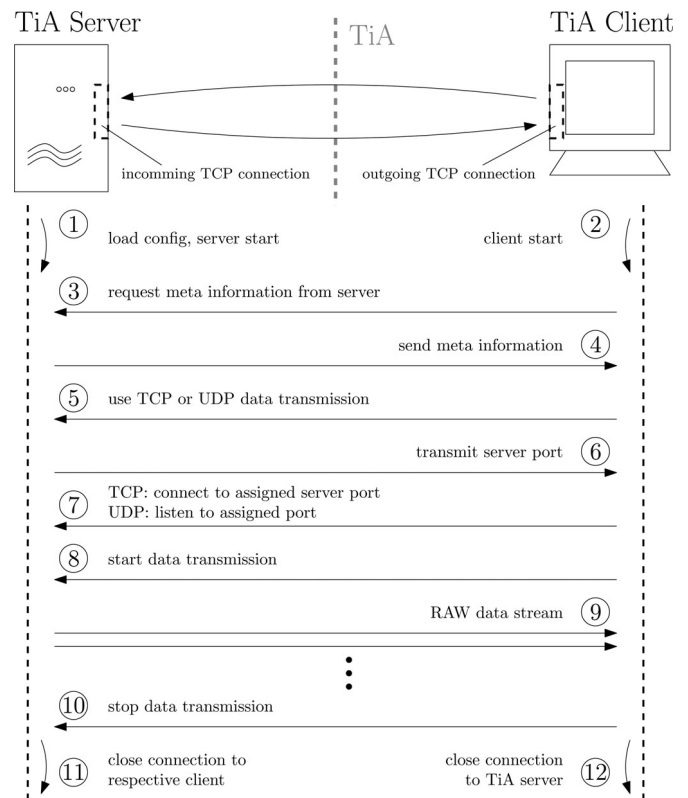 TiA Server
TiA
TiA Client
incomming TCP connection
outgoing TCP connection
1
load config, server start
client start
2
3
request meta information from server
send meta information
4
5
use TCP or UDP data transmission
transmit server port
6
7
TCP: connect to assigned server port
UDP: listen to assigned port
8
start data transmission
RAW data stream
9
10
stop data transmission
11
close connection to
respective client
close connection
to TiA server
12